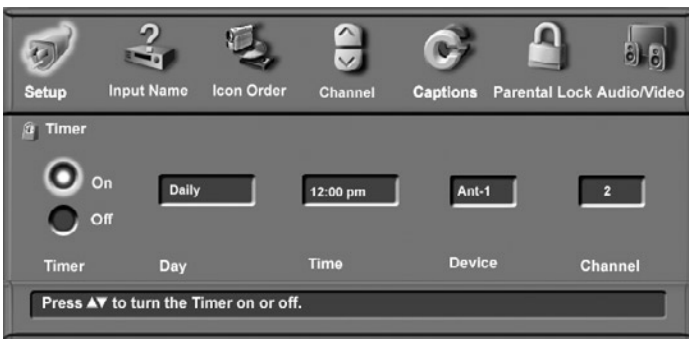 Setup Input Name Icon Order Channel Captions Parental Lock Audio/Video
Timer
On
Off
Daily 12:00 pm Ant-1 2
Timer Day Time Device Channel
Press ▲▼ to turn the Timer on or off.